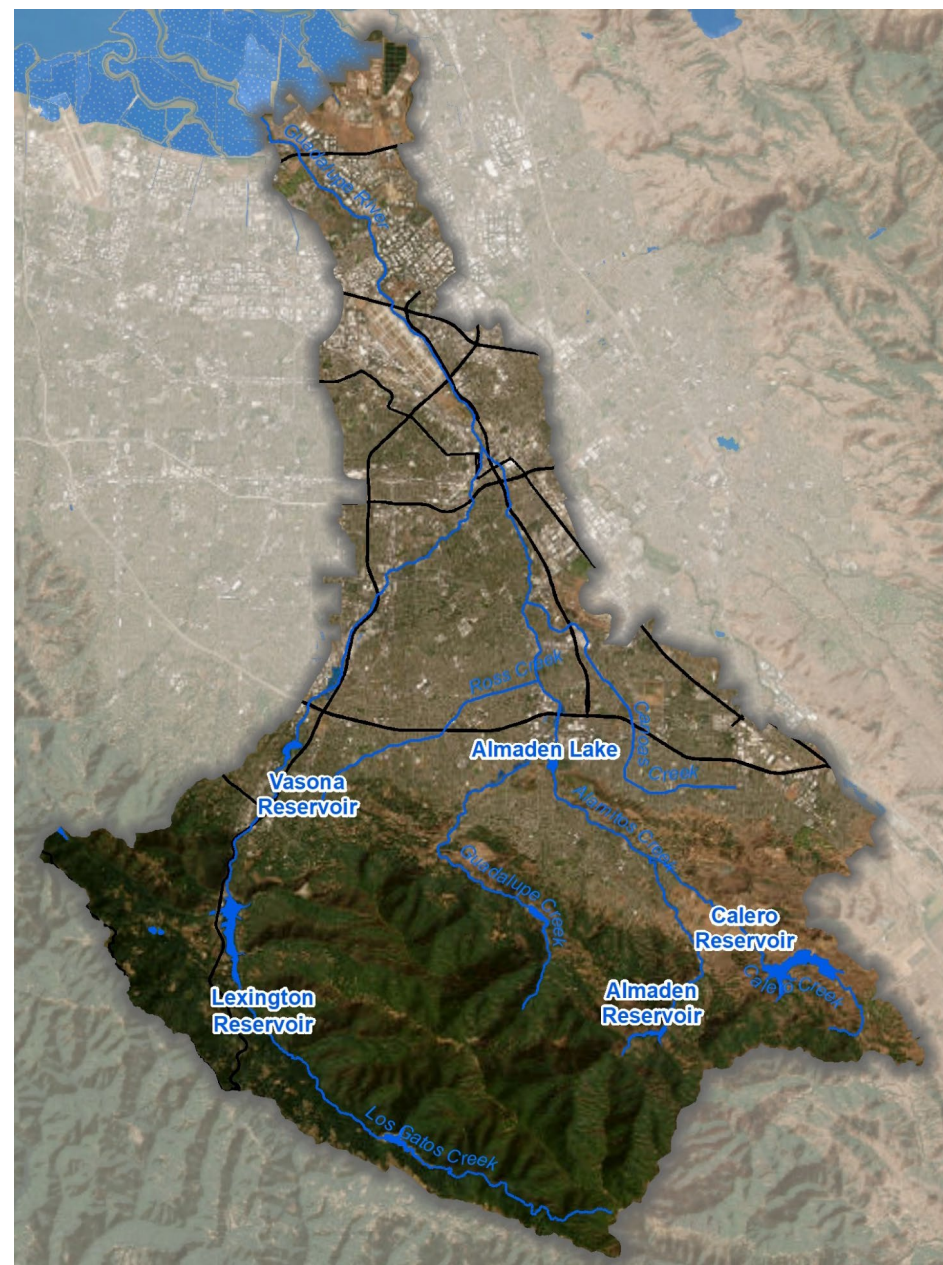 Guadalupe River
Ross Creek
Canoas Creek
Almaden Lake
Vasona
Reservoir
Alamitos Creek
Guadalupe Creek
Calero
Reservoir
Calero Creek
Almaden
Reservoir
Lexington
Reservoir
Los Gatos Creek